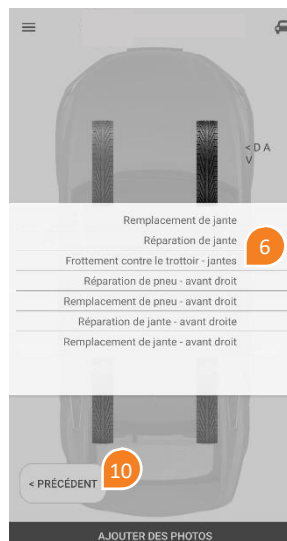 < D A
V
Remplacement de jante
Réparation de jante
6
Frottement contre le trottoir - jantes
Réparation de pneu - avant droit
Remplacement de pneu - avant droit
Réparation de jante - avant droite
Remplacement de jante - avant droit
10
< PRÉCÉDENT
AJOUTER DES PHOTOS